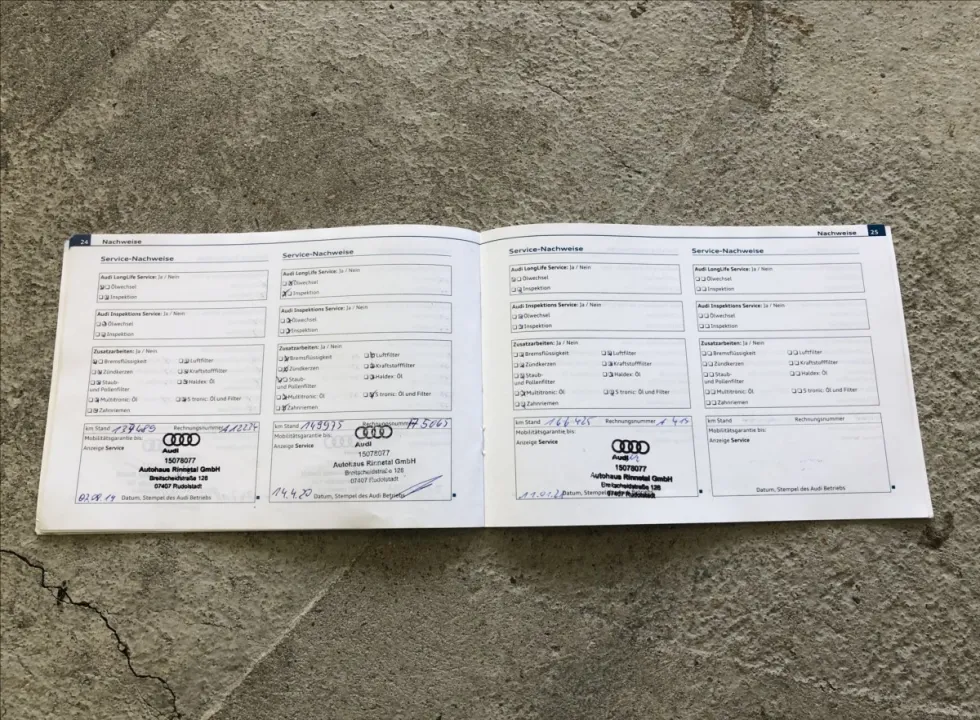 24 Nachweise
Service-Nachweise
Audi LongLife Service: Ja / Nein
Ölwechsel
Inspektion
Audi Inspektions Service: Ja / Nein
Ölwechsel
Inspektion
Zusatzarbeiten: Ja / Nein
Bremsflüssigkeit Luftfilter
Zündkerzen Kraftstofffilter
Staub- Haldex: Öl
und Pollenfilter
Multitronic: Öl S tronic: Öl und Filter
Zahnriemen
km Stand Rechnungsnummer
Mobilitätsgarantie bis:
Anzeige Service
Audi
15078077
Autohaus Rinnetal GmbH
Breitscheidstraße 128
07407 Rudolstadt
Datum, Stempel des Audi Betriebs
Service-Nachweise
Audi LongLife Service: Ja / Nein
Ölwechsel
Inspektion
Audi Inspektions Service: Ja / Nein
Ölwechsel
Inspektion
Zusatzarbeiten: Ja / Nein
Bremsflüssigkeit Luftfilter
Zündkerzen Kraftstofffilter
Staub- Haldex: Öl
und Pollenfilter
Multitronic: Öl S tronic: Öl und Filter
Zahnriemen
km Stand 149975 Rechnungsnummer
Mobilitätsgarantie bis:
Anzeige Service
Audi
15078077
Autohaus Rinnetal GmbH
Breitscheidstraße 128
07407 Rudolstadt
14.4.20 Datum, Stempel des Audi Betriebs
Nachweise 25
Service-Nachweise
Audi LongLife Service: Ja / Nein
Ölwechsel
Inspektion
Audi Inspektions Service: Ja / Nein
Ölwechsel
Inspektion
Zusatzarbeiten: Ja / Nein
Bremsflüssigkeit Luftfilter
Zündkerzen Kraftstofffilter
Staub- Haldex: Öl
und Pollenfilter
Multitronic: Öl S tronic: Öl und Filter
Zahnriemen
km Stand 166425 Rechnungsnummer
Mobilitätsgarantie bis:
Anzeige Service
Audi
15078077
Autohaus Rinnetal GmbH
Breitscheidstraße 128
07407 Rudolstadt
Datum, Stempel des Audi Betriebs
Service-Nachweise
Audi LongLife Service: Ja / Nein
Ölwechsel
Inspektion
Audi Inspektions Service: Ja / Nein
Ölwechsel
Inspektion
Zusatzarbeiten: Ja / Nein
Bremsflüssigkeit Luftfilter
Zündkerzen Kraftstofffilter
Staub- Haldex: Öl
und Pollenfilter
Multitronic: Öl S tronic: Öl und Filter
Zahnriemen
km Stand Rechnungsnummer
Mobilitätsgarantie bis:
Anzeige Service
Datum, Stempel des Audi Betriebs